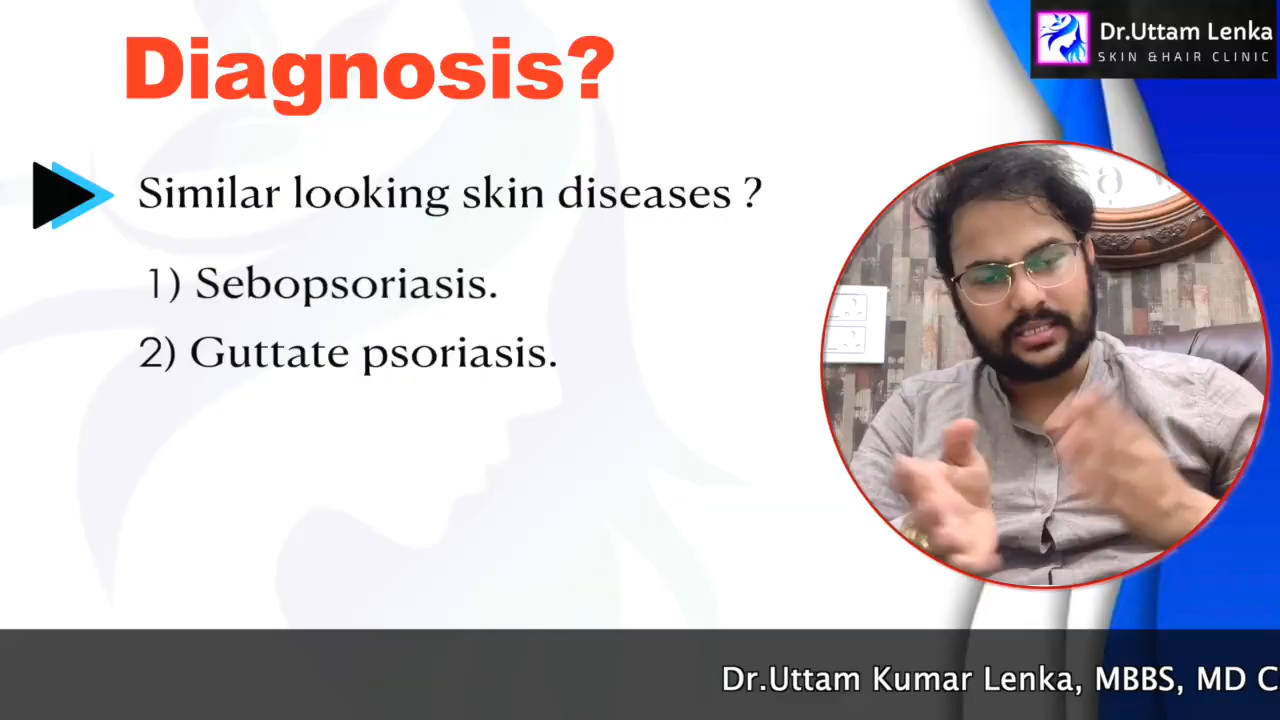 Diagnosis?
Dr.Uttam Lenka
SKIN &HAIR CLINIC
Similar looking skin diseases ?
1) Sebopsoriasis.
2) Guttate psoriasis.
Dr.Uttam Kumar Lenka, MBBS, MD C